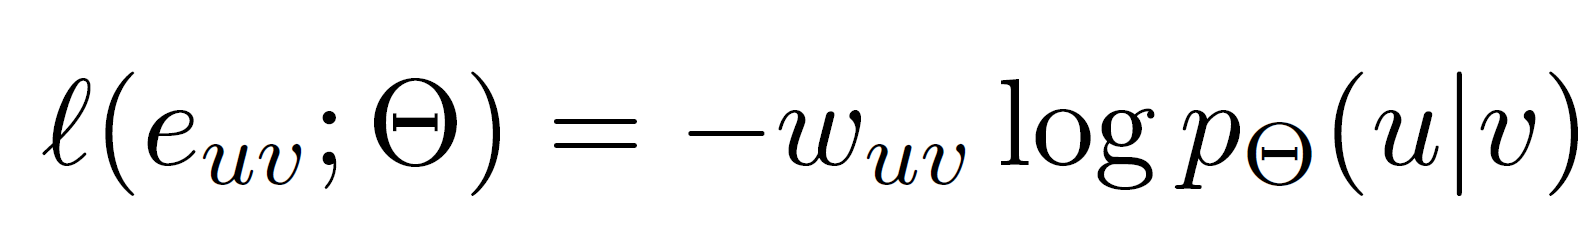 ℓ(e_{uv}; Θ) = −w_{uv} log p_Θ(u|v)